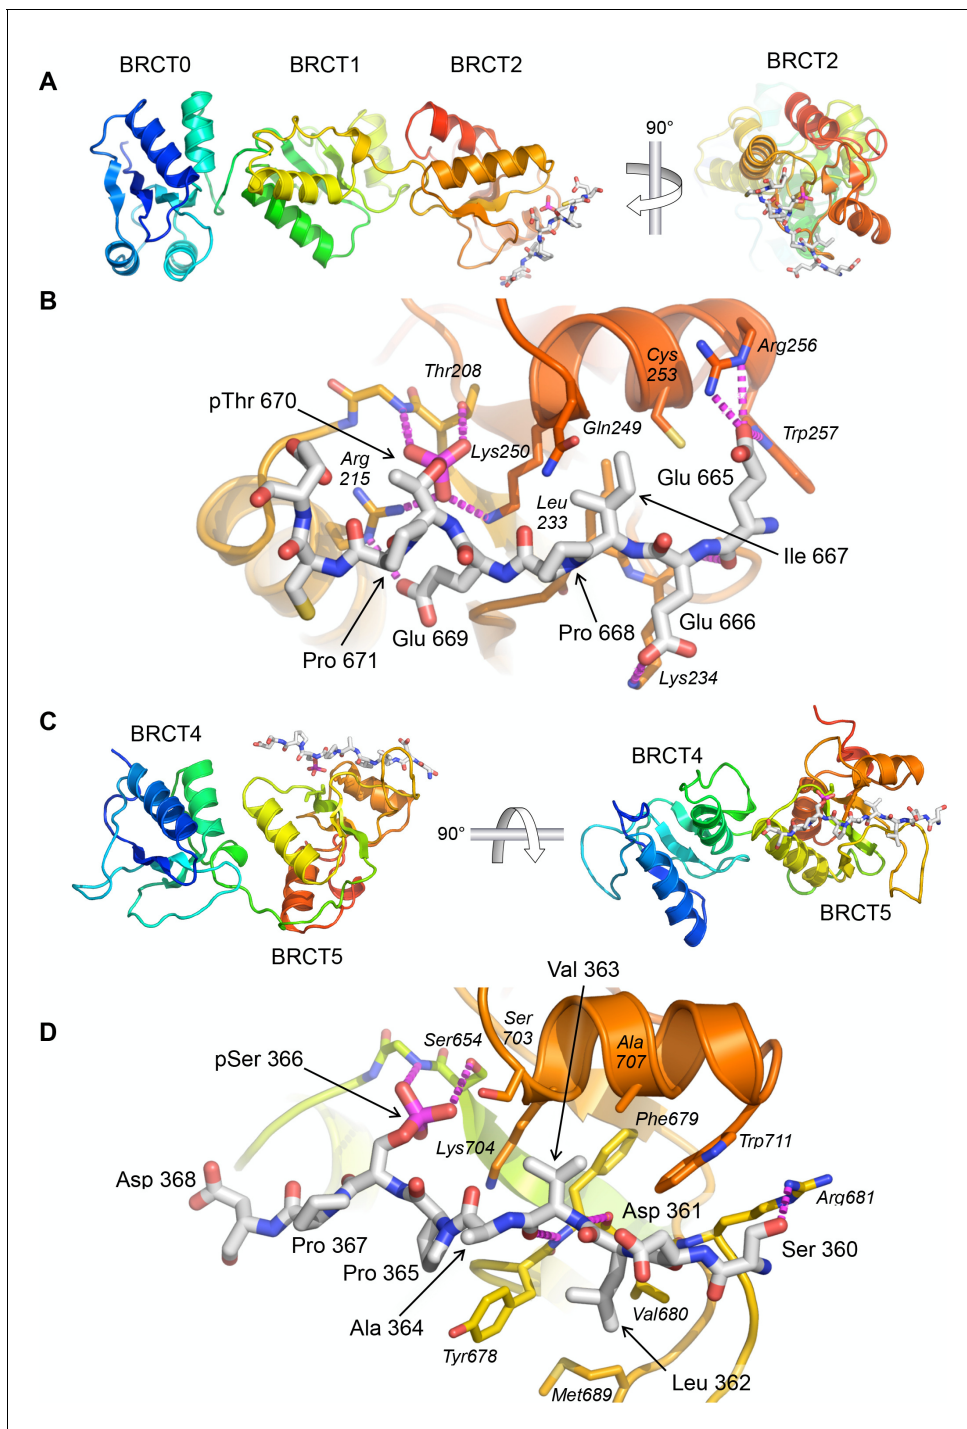 A
BRCT0
BRCT1
BRCT2
90°
BRCT2
B
pThr 670
Thr208
Arg
215
Lys250
Gln249
Cys
253
Arg256
Trp257
Glu 665
Leu
233
Ile 667
Glu 669
Pro 671
Pro 668
Glu 666
Lys234
C
BRCT4
BRCT5
90°
BRCT4
BRCT5
D
Val 363
pSer 366
Ser654
Ser
703
Ala
707
Phe679
Trp711
Lys704
Asp 368
Asp 361
Arg681
Pro 367
Pro 365
Ser 360
Ala 364
Val680
Tyr678
Met689
Leu 362